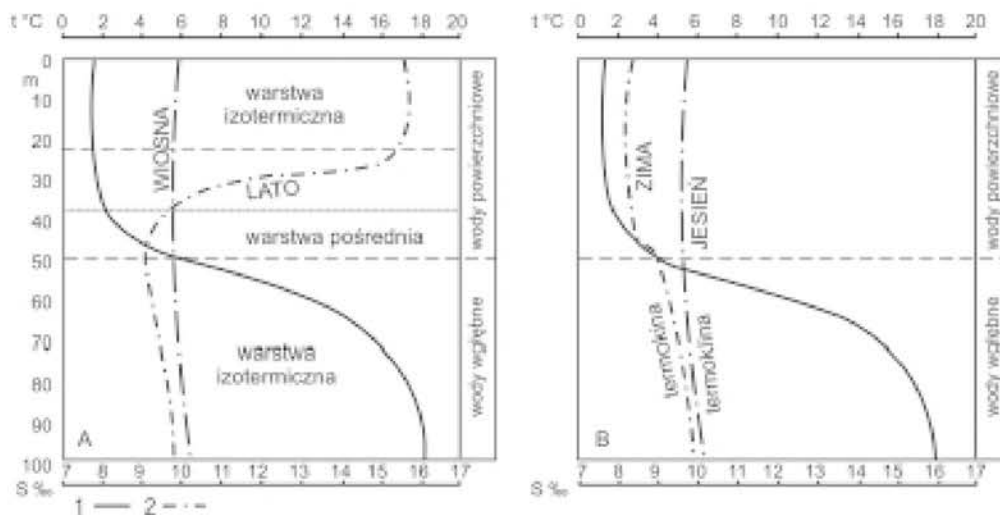 t °C 0 2 4 6 8 10 12 14 16 18 20
0
m
10
20
30
40
50
60
70
80
90
100
warstwa
izotermiczna
WIOSNA
LATO
warstwa pośrednia
warstwa
izotermiczna
A
wody powierzchniowe
wody wgłębne
7 8 9 10 11 12 13 14 15 16 17
S ‰
1 2
t °C 0 2 4 6 8 10 12 14 16 18 20
ZIMA
JESIEŃ
termokina
termoklina
B
wody powierzchniowe
wody wgłębne
7 8 9 10 11 12 13 14 15 16 17
S ‰